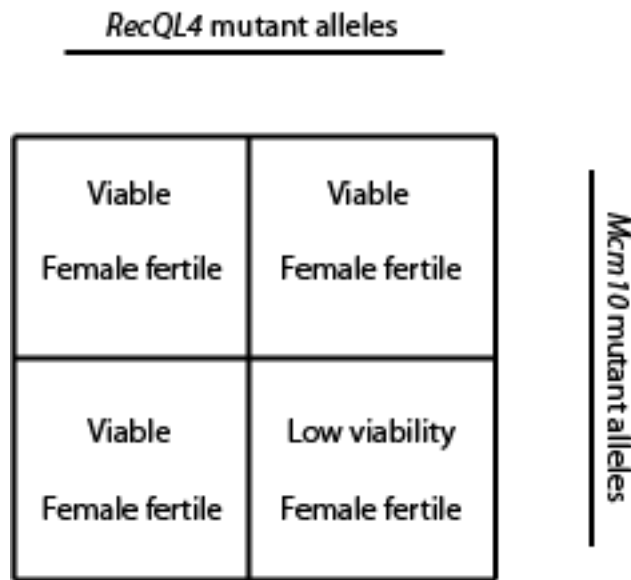 RecQL4 mutant alleles
Viable
Female fertile
Viable
Female fertile
Viable
Female fertile
Low viability
Female fertile
Mcm10 mutant alleles